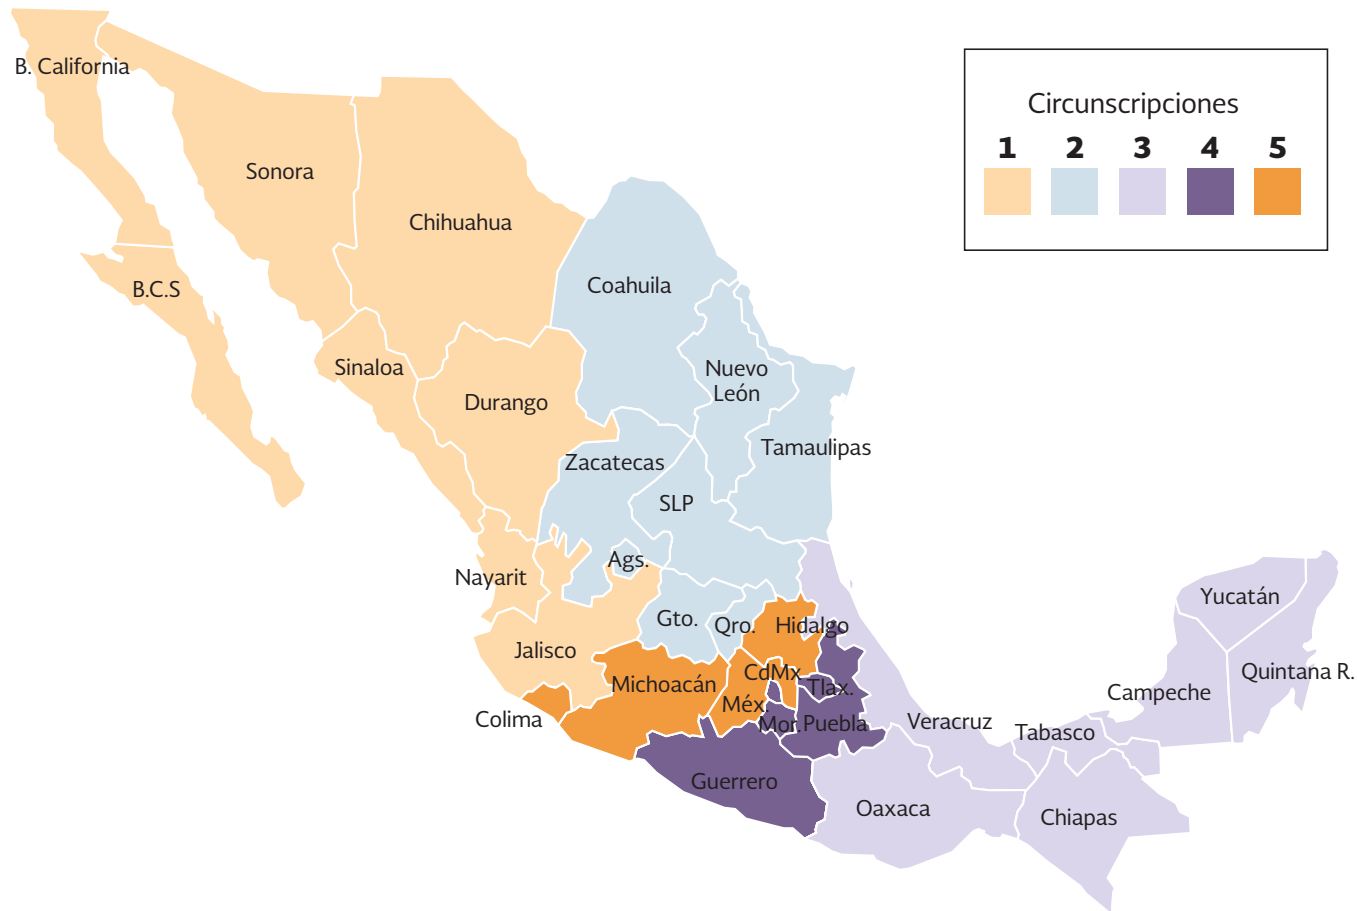 B. California
Circunscripciones
1 2 3 4 5
Sonora
Chihuahua
Coahuila
B.C.S
Sinaloa
Nuevo
León
Durango
Tamaulipas
Zacatecas
SLP
Ags.
Nayarit
Yucatán
Gto.
Qro.
Hidalgo
Jalisco
CdMx
Quintana R.
Michoacán
Tlax.
Campeche
Méx.
Colima
Mor.
Puebla
Veracruz
Tabasco
Guerrero
Oaxaca
Chiapas